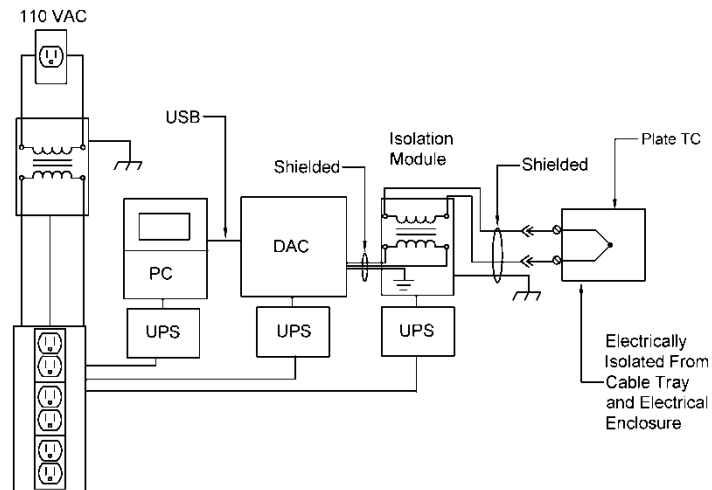 110 VAC
USB
Shielded
Isolation
Module
Shielded
Plate TC
PC
DAC
UPS
UPS
UPS
Electrically
Isolated From
Cable Tray
and Electrical
Enclosure